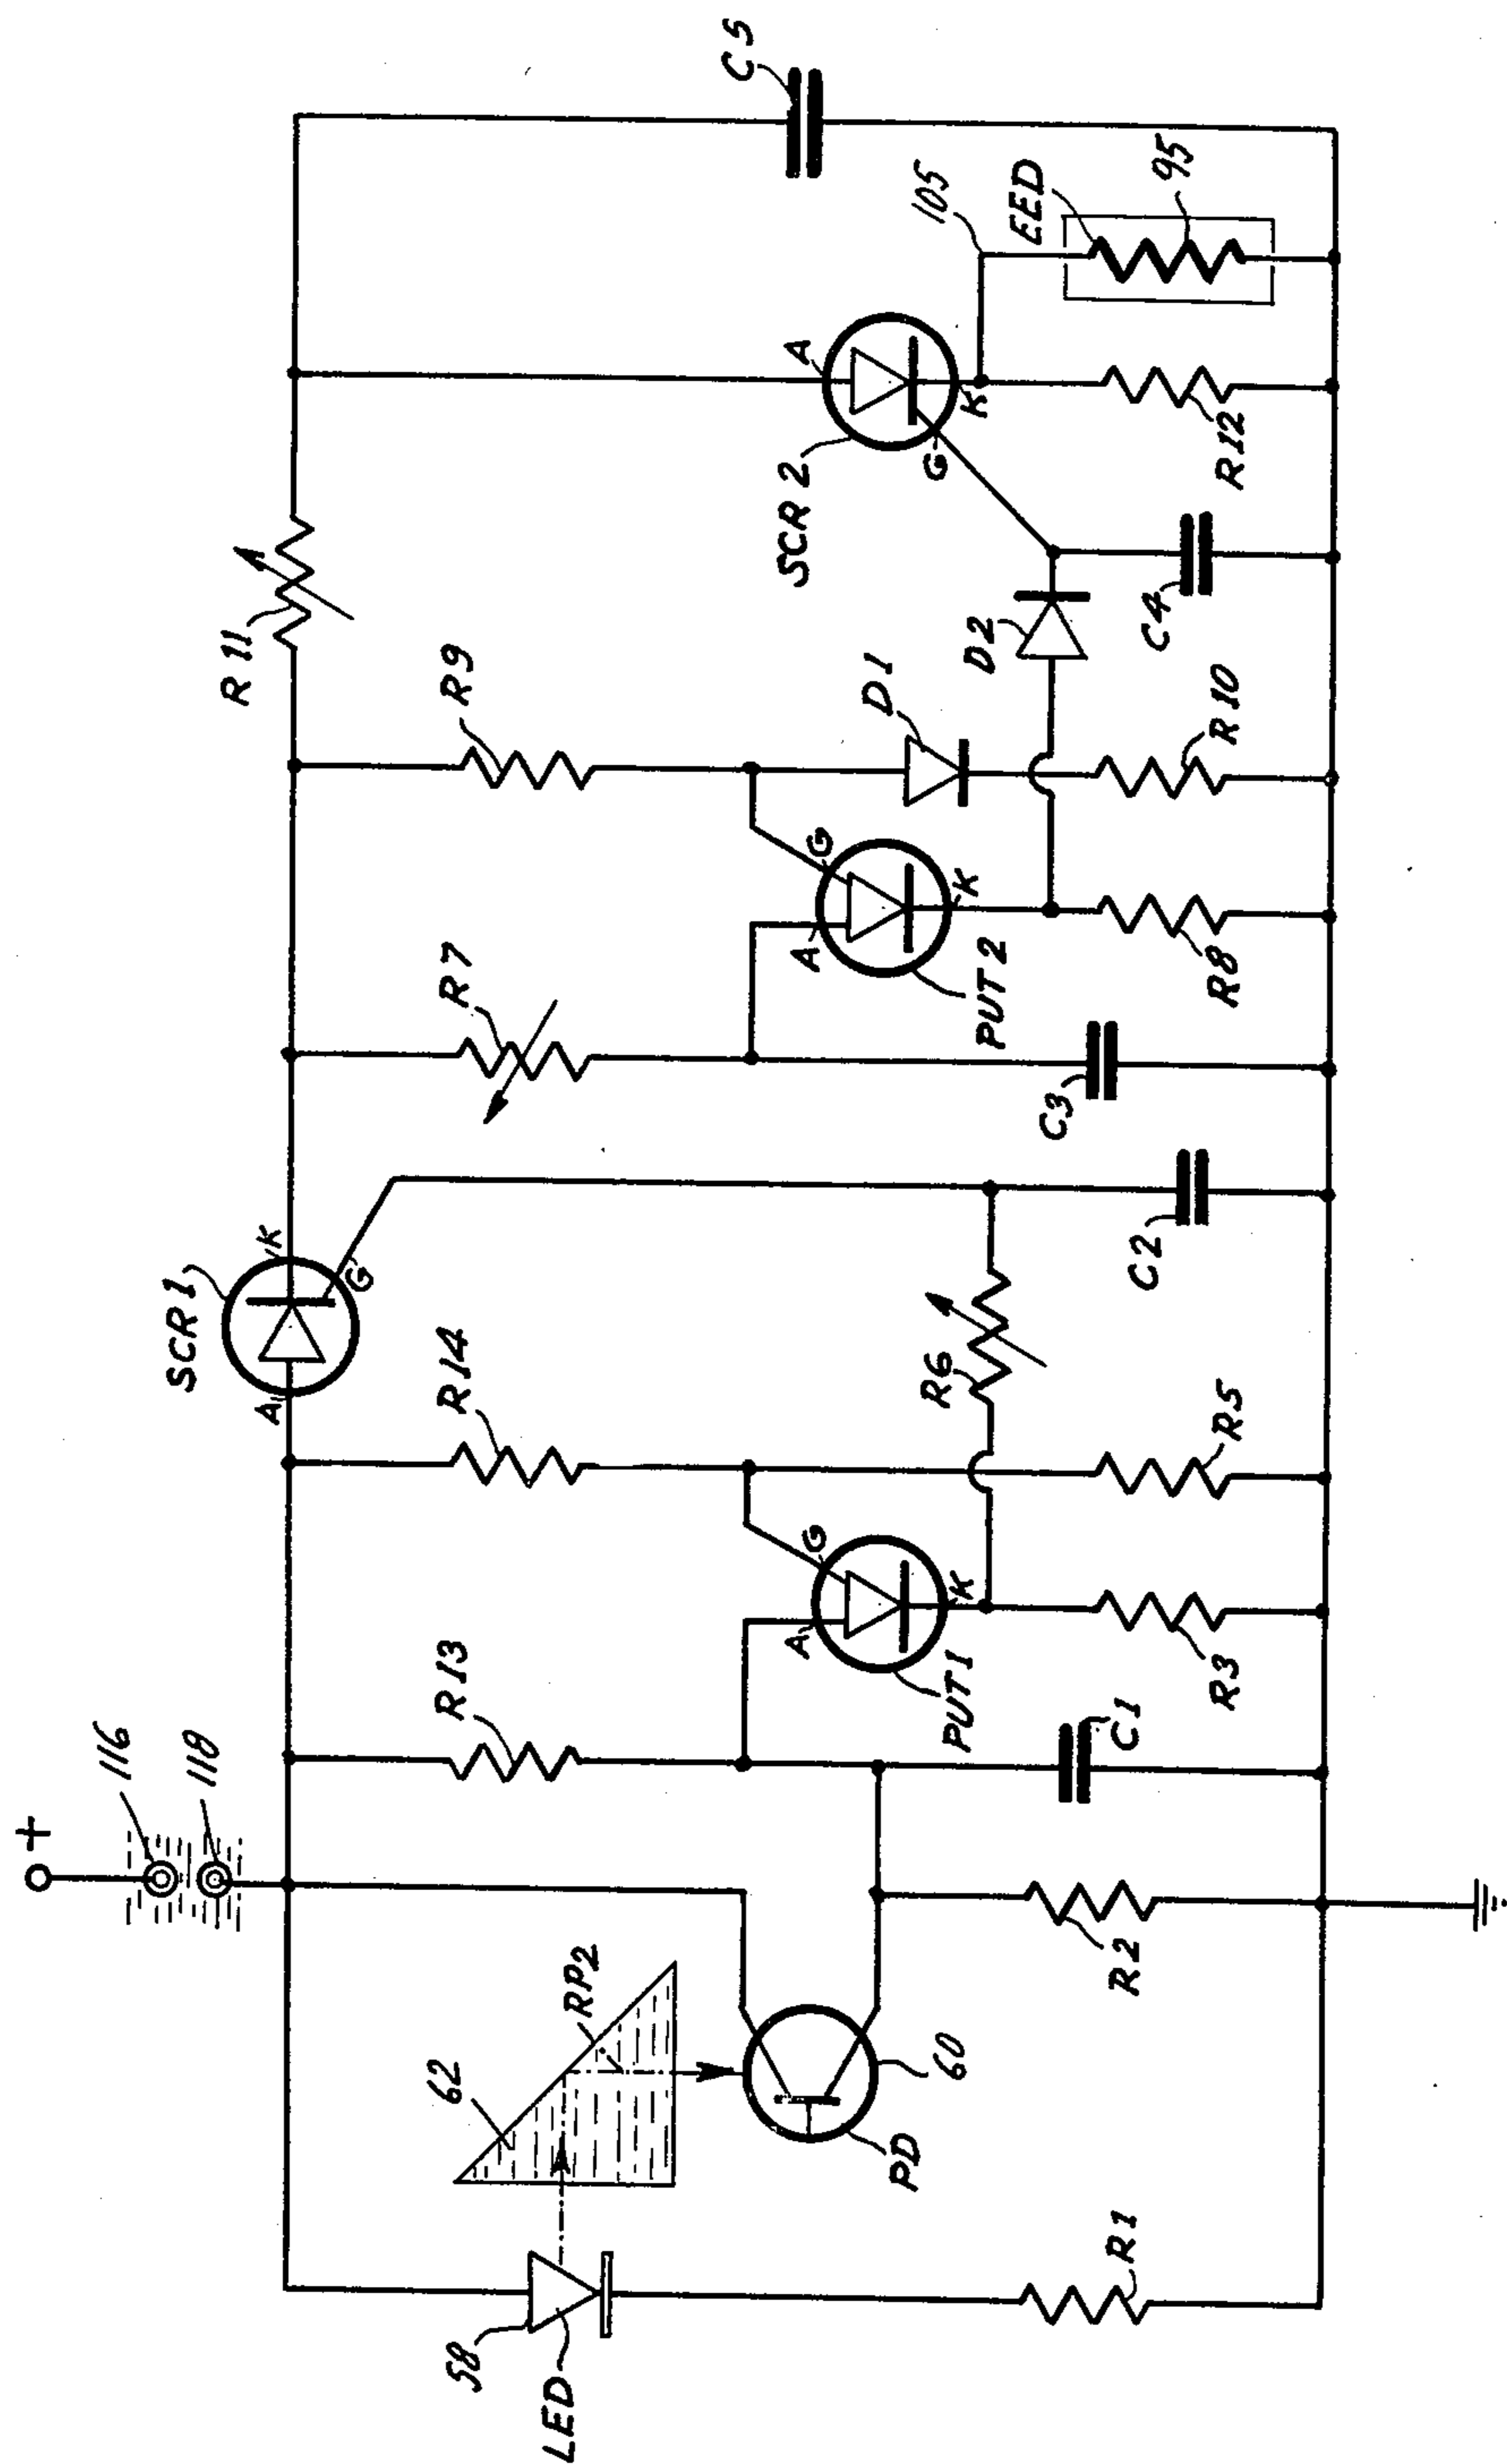 +
116
118
SCR1
A
K
G
R11
C5
R13
R14
R7
R9
58
LED
62
RP2
PD
60
A
G
K
PUT1
R6
A
G
K
PUT2
D1
D2
SCR2
A
G
K
105
EED
95
R1
R2
C1
R3
R5
C2
C3
R8
R10
C4
R12